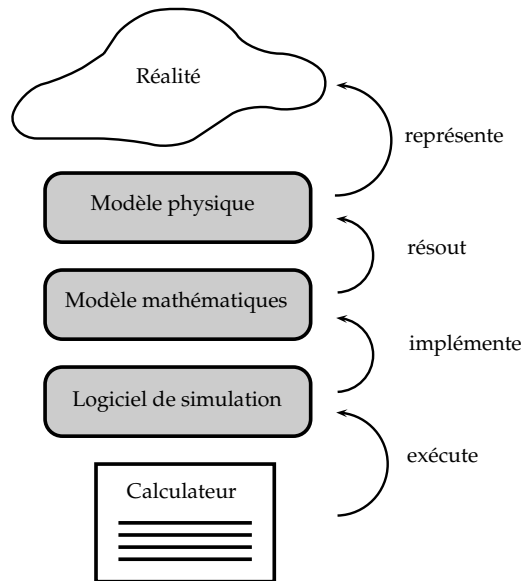 Réalité
représente
Modèle physique
résout
Modèle mathématiques
implémente
Logiciel de simulation
exécute
Calculateur